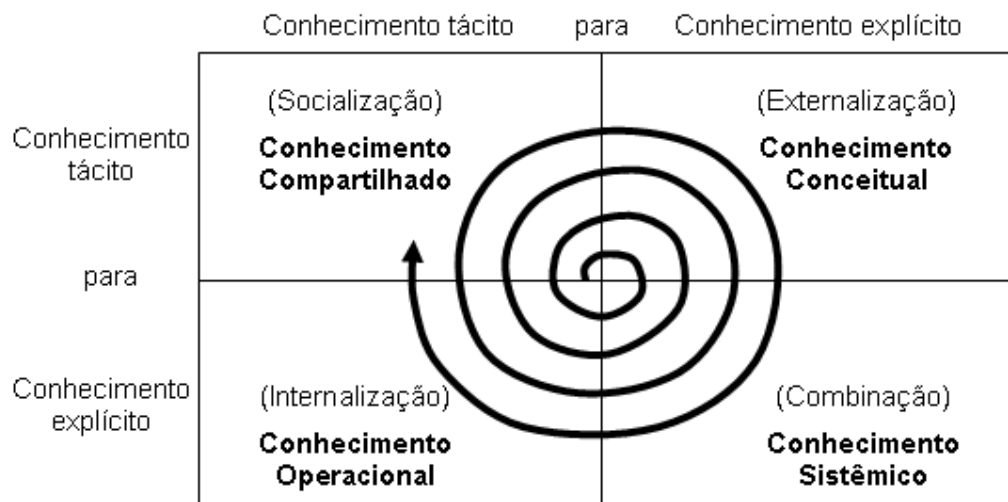 Conhecimento tácito para Conhecimento explícito
(Socialização)
Conhecimento
Compartilhado
(Externalização)
Conhecimento
Conceitual
Conhecimento
tácito
para
Conhecimento
explícito
(Internalização)
Conhecimento
Operacional
(Combinação)
Conhecimento
Sistêmico